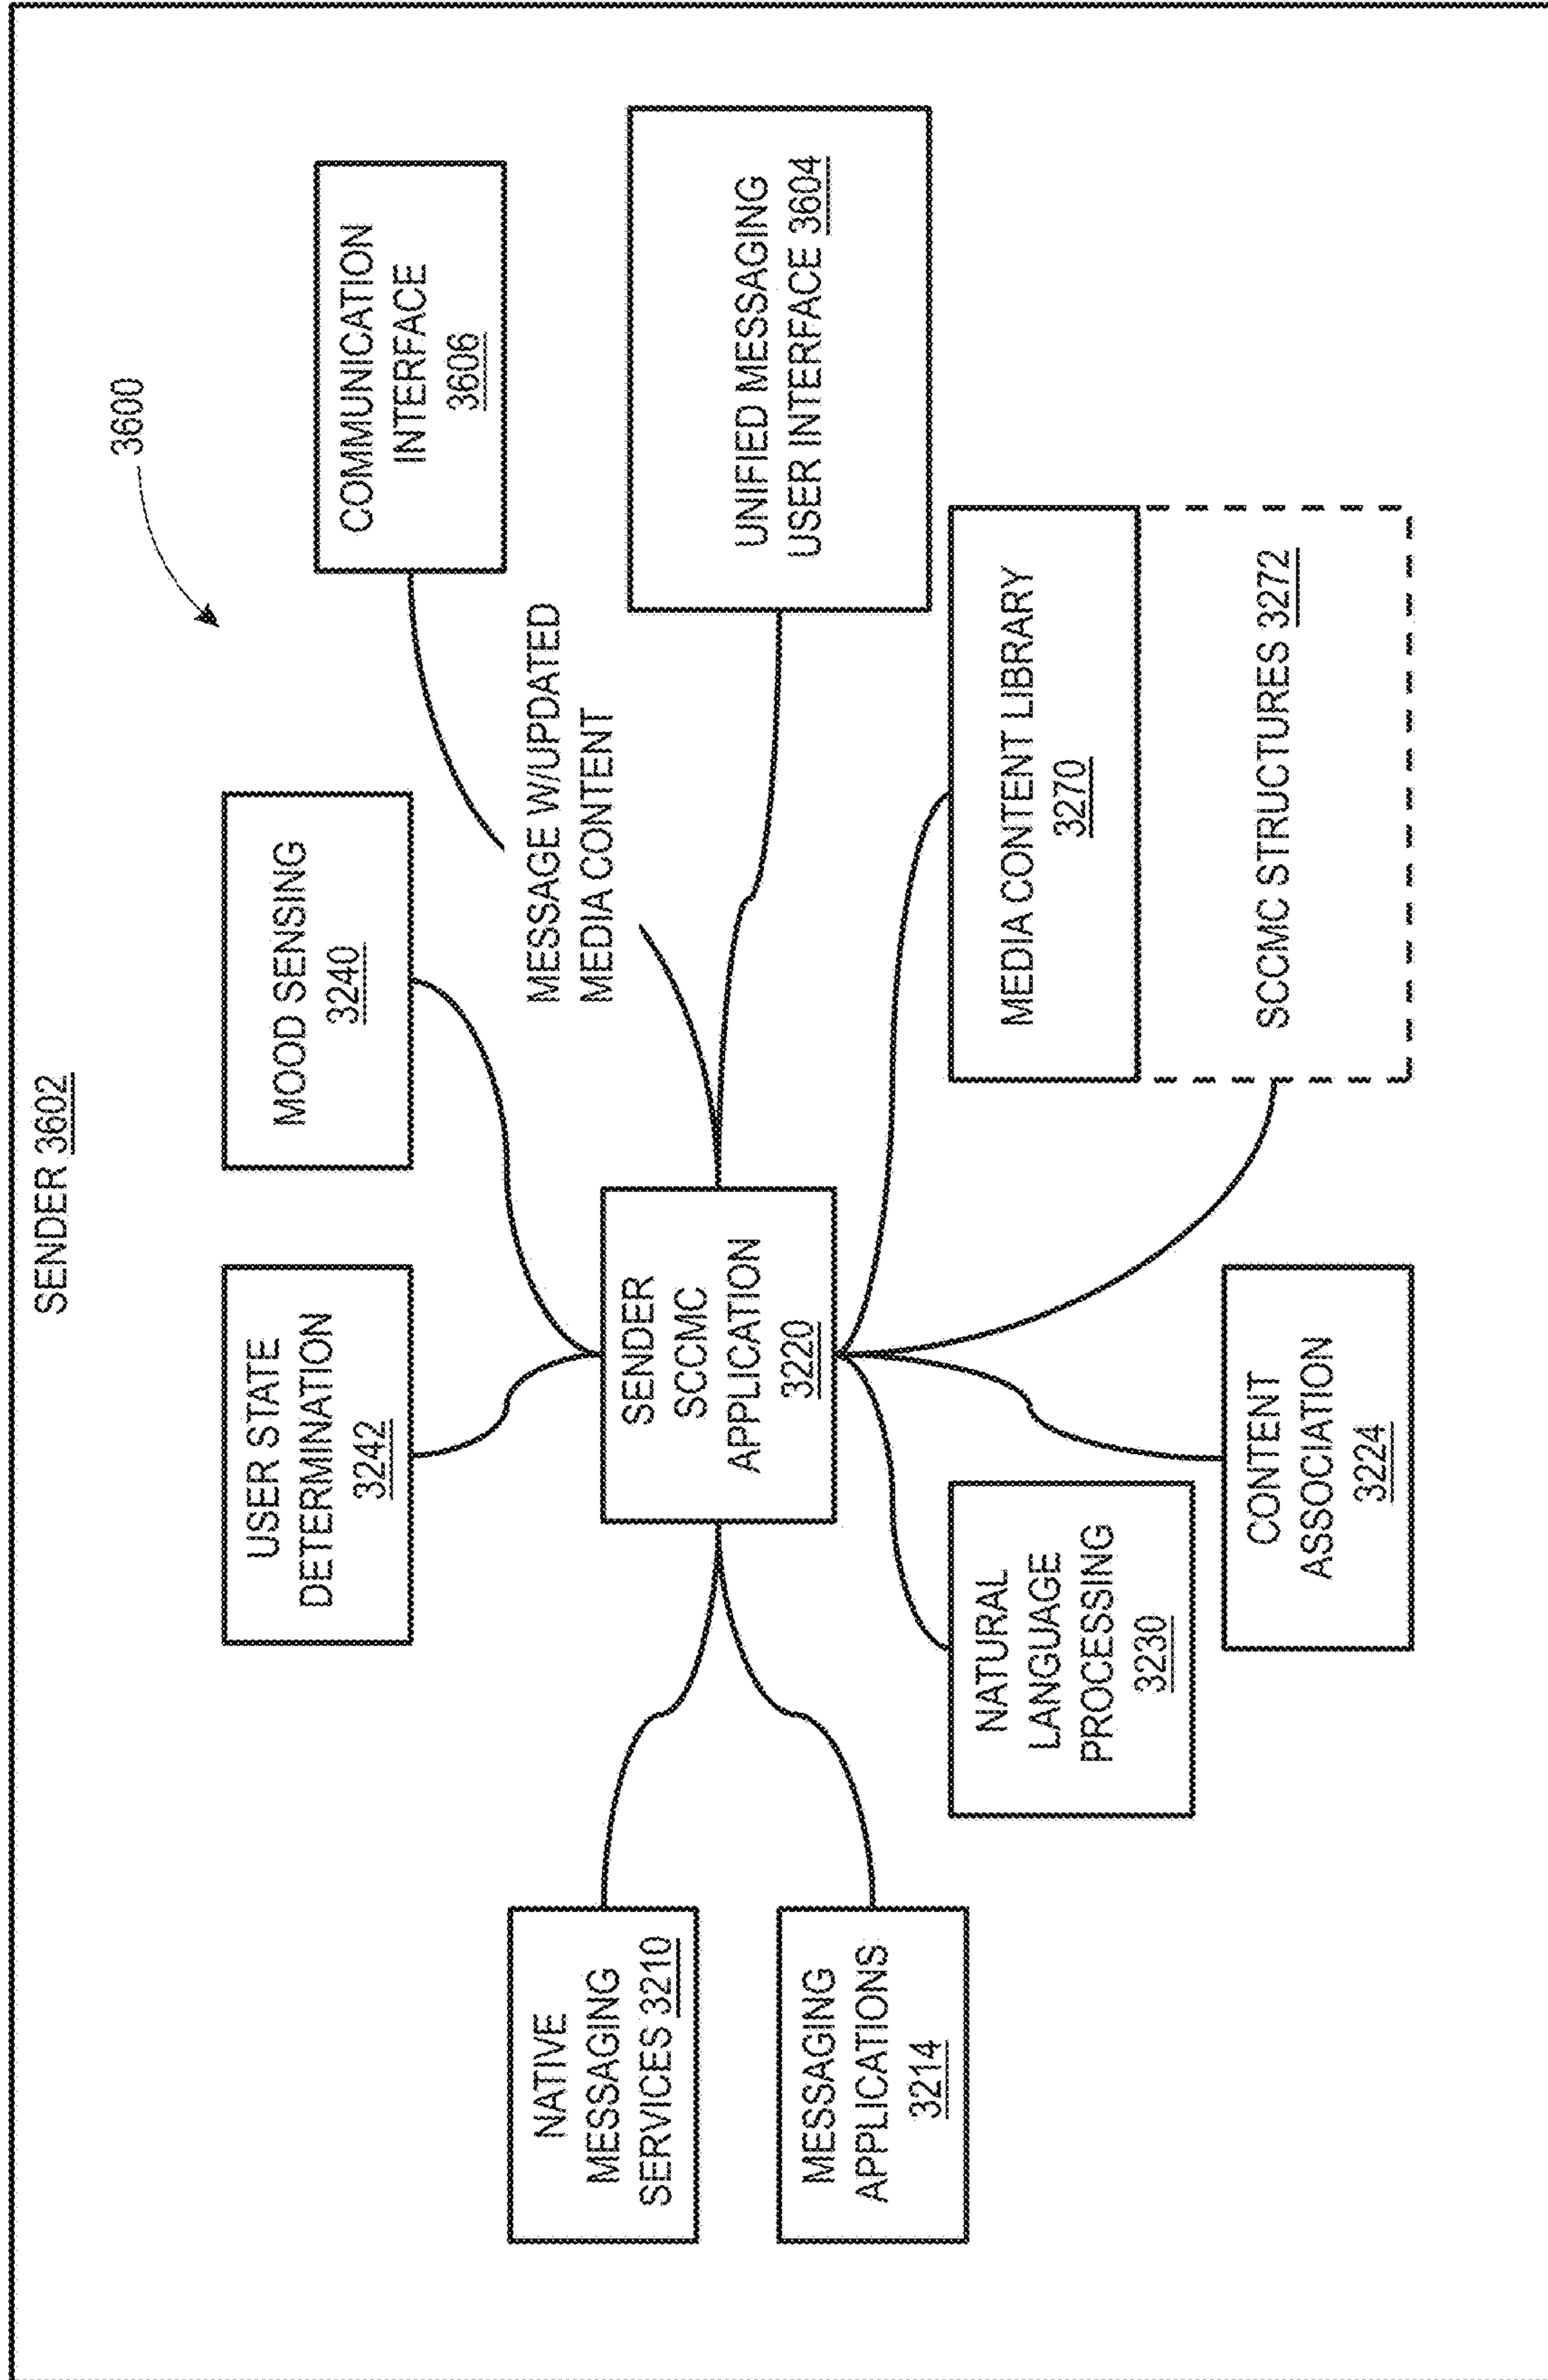 SENDER 3602
3600
USER STATE
DETERMINATION
3242
MOOD SENSING
3240
COMMUNICATION
INTERFACE
3606
MESSAGE W/UPDATED
MEDIA CONTENT
NATIVE
MESSAGING
SERVICES 3210
SENDER
SCCMC
APPLICATION
3220
UNIFIED MESSAGING
USER INTERFACE 3604
MESSAGING
APPLICATIONS
3214
NATURAL
LANGUAGE
PROCESSING
3230
MEDIA CONTENT LIBRARY
3270
CONTENT
ASSOCIATION
3224
SCCMC STRUCTURES 3272